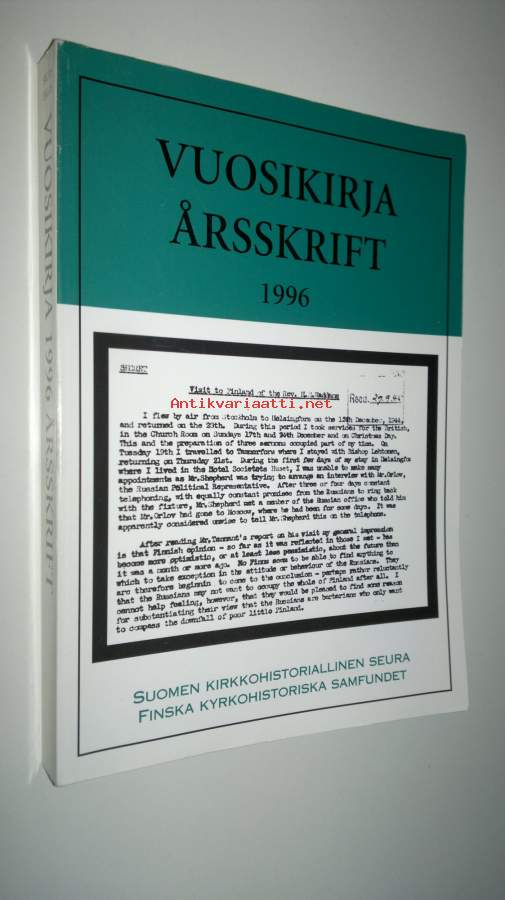 VUOSIKIRJA
ÅRSSKRIFT
1996
VUOSIKIRJA 1996 ÅRSSKRIFT
SECRET
Visit to Finland of the Rev. H.M.Waddams
Recd. 29.9.45
Antikvariaatti.net
I flew by air from Stockholm to Helsingfors on the 15th December, 1944,
and returned on the 29th. During this period I took services for the British,
in the Church Room on Sundays 17th and 24th December and on Christmas Day.
This and the preparation of three sermons occupied part of my time. On
Tuesday 19th I travelled to Tammerfors where I stayed with Bishop Lehtonen,
returning on Thursday 21st. During the first few days of my stay in Helsingfors
where I lived in the Hotel Societets Huset, I was unable to make many
appointments as Mr.Shepherd was trying to arrange an interview with Mr.Orlov,
the Russian Political Representative. After three or four days constant
telephoning, with equally constant promises from the Russians to ring back
with the fixture, Mr.Shepherd met a member of the Russian office who told him
that Mr.Orlov had gone to Moscow, where he had been for some days. It was
apparently considered unwise to tell Mr.Shepherd this on the telephone.
After reading Mr.Tennant's report on his visit my general impression
is that Finnish opinion - so far as it was reflected in those I met - has
become more optimistic, or at least less pessimistic, about the future than
it was a month or more ago. No Finns seem to be able to find anything to
which to take exception in the attitude or behaviour of the Russians. They
are therefore beginning to come to the conclusion - perhaps rather reluctantly
that the Russians may not want to occupy the whole of Finland after all. I
cannot help feeling, however, that they would be pleased to find some reason
for substantiating their view that the Russians are barbarians who only want
to compass the downfall of poor little Finland.
SUOMEN KIRKKOHISTORIALLINEN SEURA
FINSKA KYRKOHISTORISKA SAMFUNDET